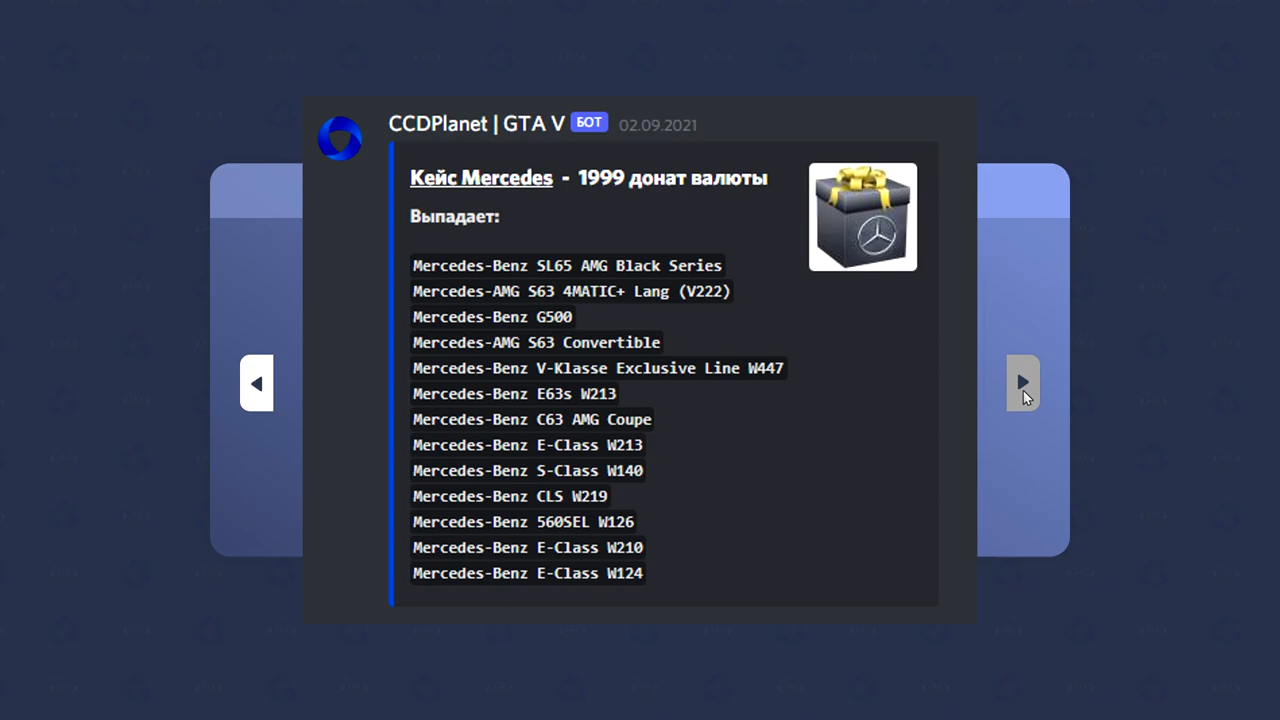 CCDPlanet | GTA V БОТ 02.09.2021
Кейс Mercedes - 1999 донат валюты
Выпадает:
Mercedes-Benz SL65 AMG Black Series
Mercedes-AMG S63 4MATIC+ Lang (V222)
Mercedes-Benz G500
Mercedes-AMG S63 Convertible
Mercedes-Benz V-Klasse Exclusive Line W447
Mercedes-Benz E63s W213
Mercedes-Benz C63 AMG Coupe
Mercedes-Benz E-Class W213
Mercedes-Benz S-Class W140
Mercedes-Benz CLS W219
Mercedes-Benz 560SEL W126
Mercedes-Benz E-Class W210
Mercedes-Benz E-Class W124